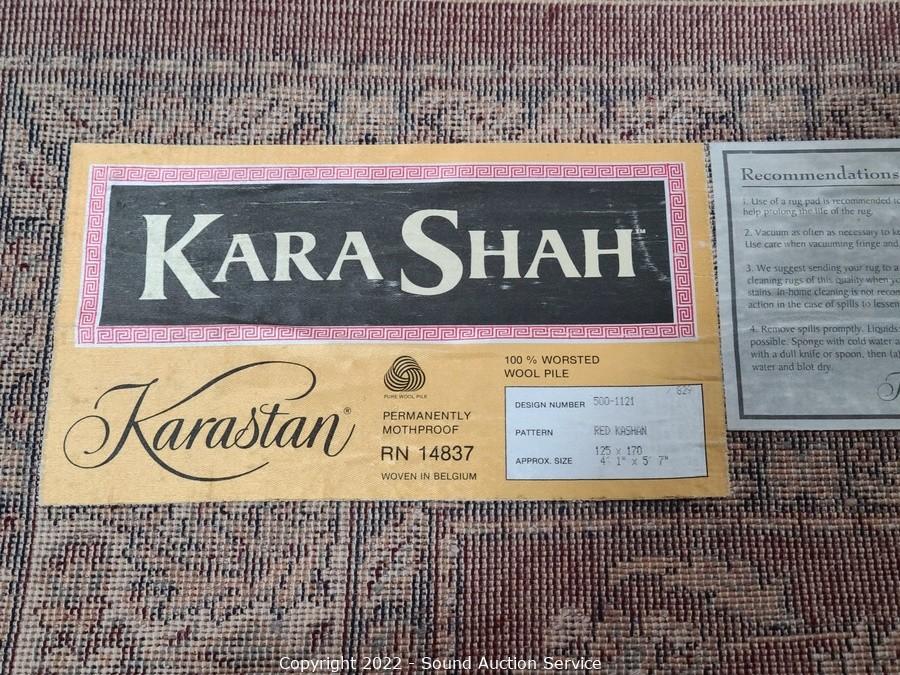 KARA SHAH™
Karastan®
PURE WOOL PILE
PERMANENTLY
MOTHPROOF
RN 14837
WOVEN IN BELGIUM
100 % WORSTED
WOOL PILE
829
DESIGN NUMBER 500-1121
PATTERN RED KASHAN
125 x 170
APPROX. SIZE 4' 1" x 5' 7"
Recommendations
1. Use of a rug pad is recommended to
help prolong the life of the rug.
2. Vacuum as often as necessary to
Use care when vacuuming fringe and
3. We suggest sending your rug to a
cleaning rugs of this quality when
stains. In-home cleaning is not
action in the case of spills to lessen
4. Remove spills promptly. Liquids:
possible. Sponge with cold water
with a dull knife or spoon, then (a)
water and blot dry.
Copyright 2022 - Sound Auction Service